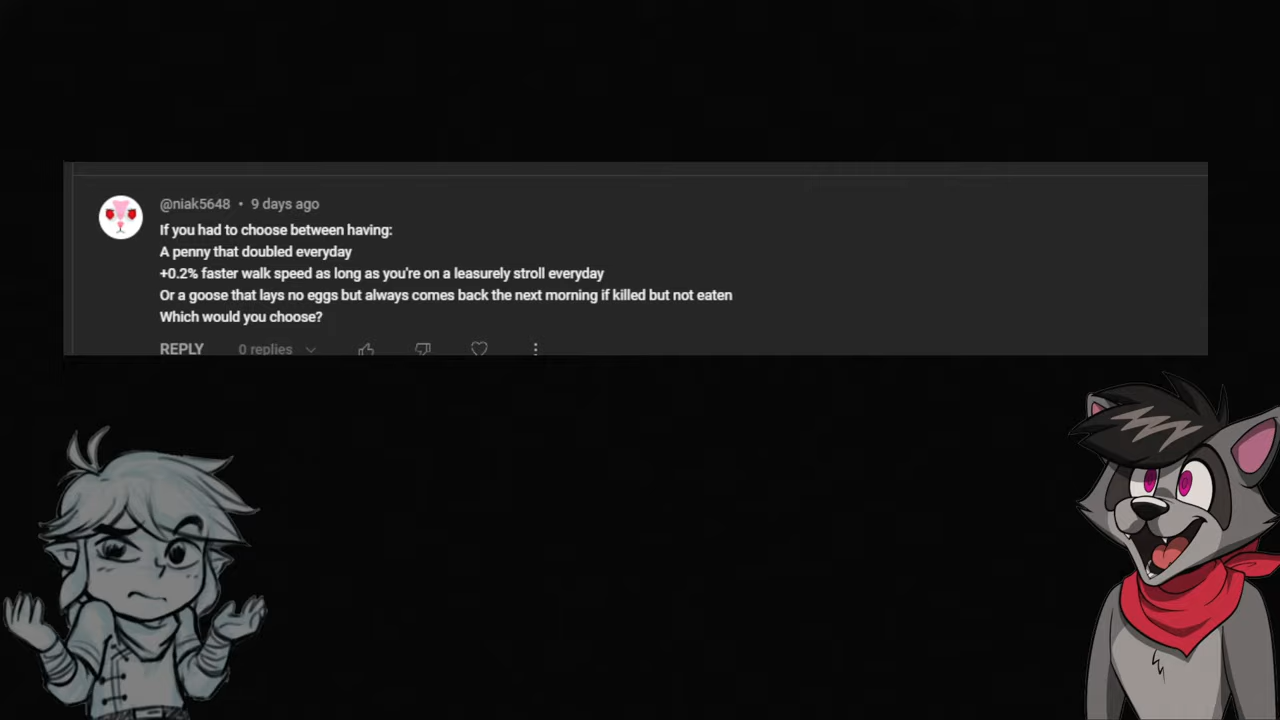 @niak5648 • 9 days ago
If you had to choose between having:
A penny that doubled everyday
+0.2% faster walk speed as long as you're on a leasurely stroll everyday
Or a goose that lays no eggs but always comes back the next morning if killed but not eaten
Which would you choose?
REPLY 0 replies